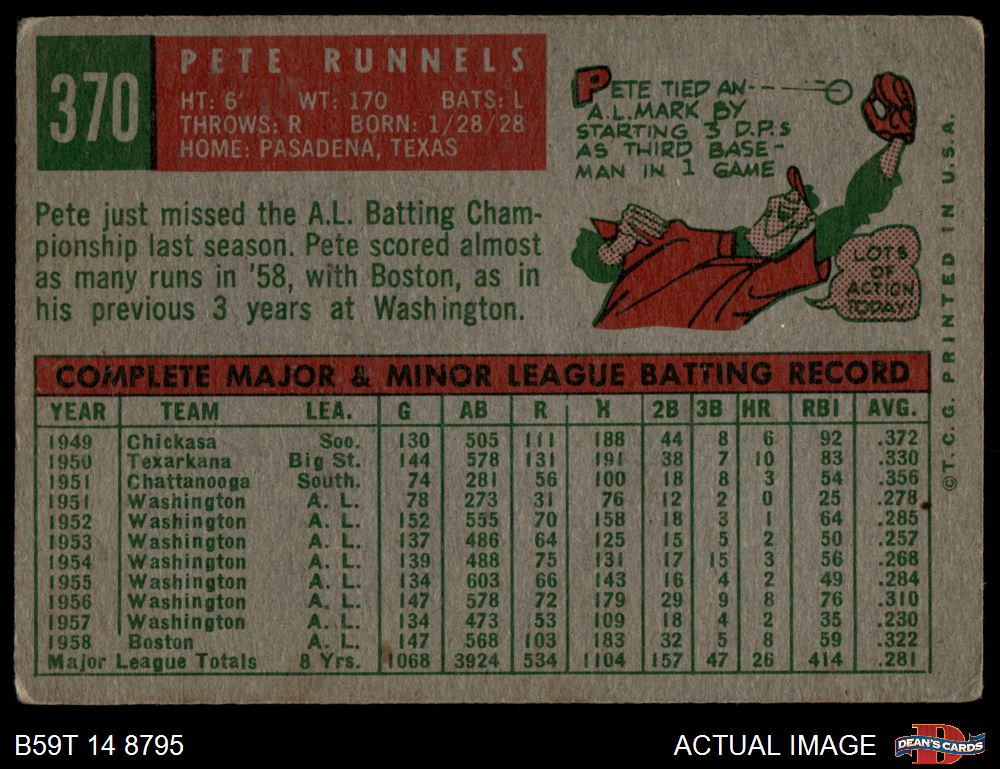 370
PETE RUNNELS
HT: 6' WT: 170 BATS: L
THROWS: R BORN: 1/28/28
HOME: PASADENA, TEXAS
PETE TIED AN
A.L. MARK BY
STARTING 3 D.P.s
AS THIRD BASE-
MAN IN 1 GAME
LOTS
OF
ACTION
TODAY!
Pete just missed the A.L. Batting Cham-
pionship last season. Pete scored almost
as many runs in '58, with Boston, as in
his previous 3 years at Washington.
COMPLETE MAJOR & MINOR LEAGUE BATTING RECORD
YEAR TEAM LEA. G AB R H 2B 3B HR RBI AVG.
1949 Chickasa Soo. 130 505 111 188 44 8 6 92 .372
1950 Texarkana Big St. 144 578 131 191 38 7 10 83 .330
1951 Chattanooga South. 74 281 56 100 18 8 3 54 .356
1951 Washington A. L. 78 273 31 76 12 2 0 25 .278
1952 Washington A. L. 152 555 70 158 18 3 1 64 .285
1953 Washington A. L. 137 486 64 125 15 5 2 50 .257
1954 Washington A. L. 139 488 75 131 17 15 3 56 .268
1955 Washington A. L. 134 603 66 143 16 4 2 49 .284
1956 Washington A. L. 147 578 72 179 29 9 8 76 .310
1957 Washington A. L. 134 473 53 109 18 4 2 35 .230
1958 Boston A. L. 147 568 103 183 32 5 8 59 .322
Major League Totals 8 Yrs. 1068 3924 534 1104 157 47 26 414 .281
©T. C. G. PRINTED IN U.S.A.
B59T 14 8795
ACTUAL IMAGE
D
DEAN'S CARDS